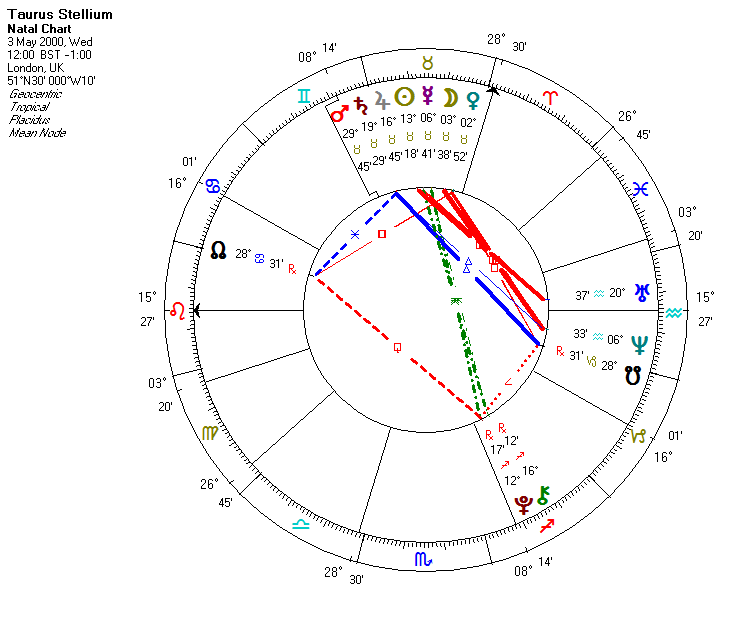 Taurus Stellium
Natal Chart
3 May 2000, Wed
12:00 BST -1:00
London, UK
51°N30' 000°W10'
Geocentric
Tropical
Placidus
Mean Node
08° 14'
28° 30'
26° 45'
03° 20'
15° 27'
01' 16°
15° 27'
03° 20'
26° 45'
28° 30'
08° 14'
01' 16°
29° 19° 16° 13° 06° 03° 02°
45' 29' 45' 18' 41' 38' 52'
28° 31'
37' 20°
33' 06°
31' 28°
17' 12'
12° 16°